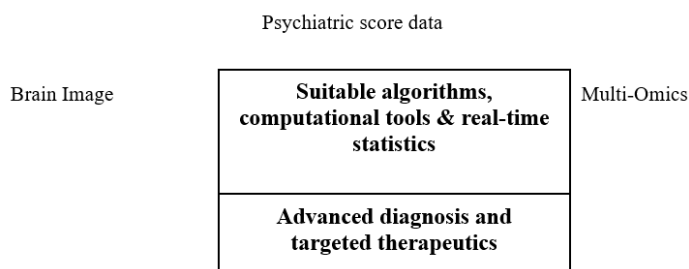 Psychiatric score data
Brain Image
Suitable algorithms,
computational tools & real-time
statistics
Multi-Omics
Advanced diagnosis and
targeted therapeutics